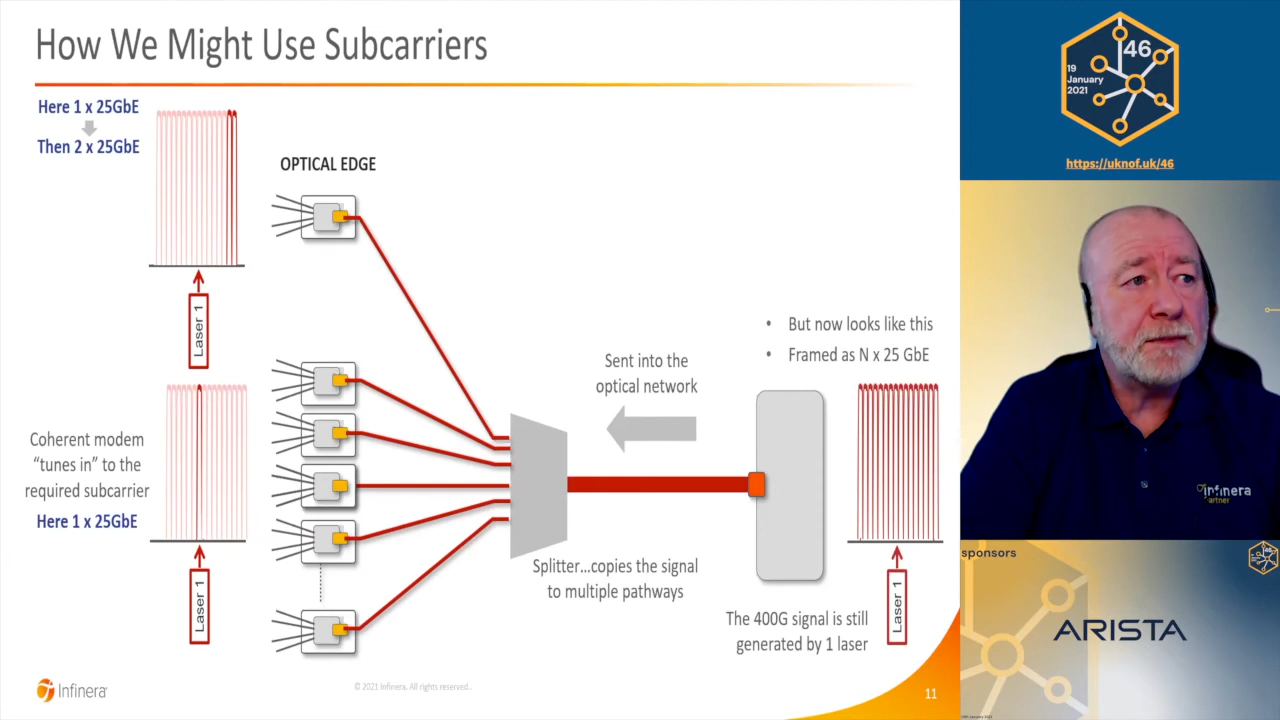 How We Might Use Subcarriers
Here 1 x 25GbE
Then 2 x 25GbE
OPTICAL EDGE
Laser 1
Coherent modem
"tunes in" to the
required subcarrier
Here 1 x 25GbE
Laser 1
Sent into the
optical network
Splitter...copies the signal
to multiple pathways
• But now looks like this
• Framed as N x 25 GbE
The 400G signal is still
generated by 1 laser
Laser 1
Infinera
© 2021 Infinera. All rights reserved..
11
46
19
January
2021
https://uknof.uk/46
infinera
artner
sponsors
46
ARISTA